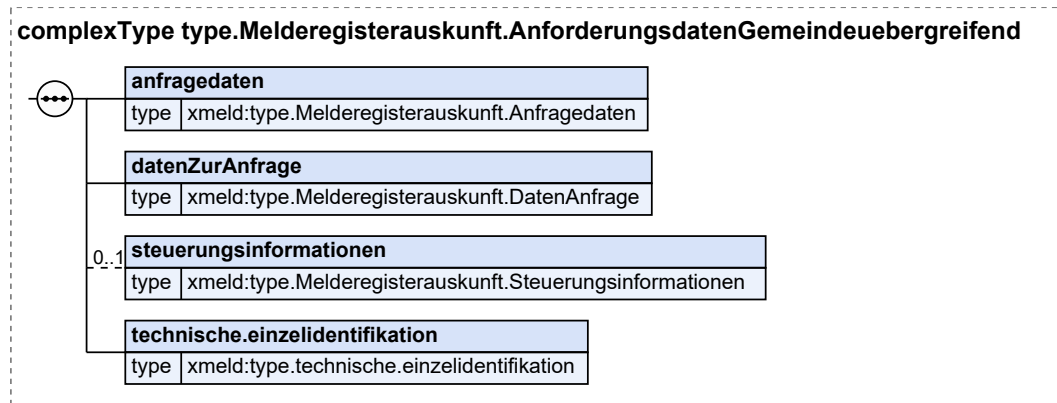 complexType type.Melderegisterauskunft.AnforderungsdatenGemeindeuebergreifend
anfragedaten
type xmeld:type.Melderegisterauskunft.Anfragedaten
datenZurAnfrage
type xmeld:type.Melderegisterauskunft.DatenAnfrage
0..1 steuerungsinformationen
type xmeld:type.Melderegisterauskunft.Steuerungsinformationen
technische.einzelidentifikation
type xmeld:type.technische.einzelidentifikation